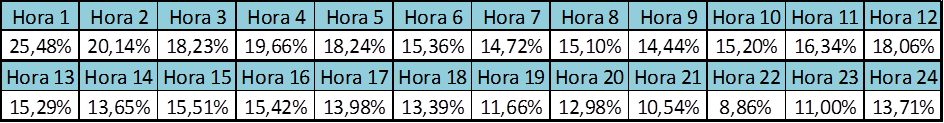 Hora 1 Hora 2 Hora 3 Hora 4 Hora 5 Hora 6 Hora 7 Hora 8 Hora 9 Hora 10 Hora 11 Hora 12
25,48% 20,14% 18,23% 19,66% 18,24% 15,36% 14,72% 15,10% 14,44% 15,20% 16,34% 18,06%
Hora 13 Hora 14 Hora 15 Hora 16 Hora 17 Hora 18 Hora 19 Hora 20 Hora 21 Hora 22 Hora 23 Hora 24
15,29% 13,65% 15,51% 15,42% 13,98% 13,39% 11,66% 12,98% 10,54% 8,86% 11,00% 13,71%